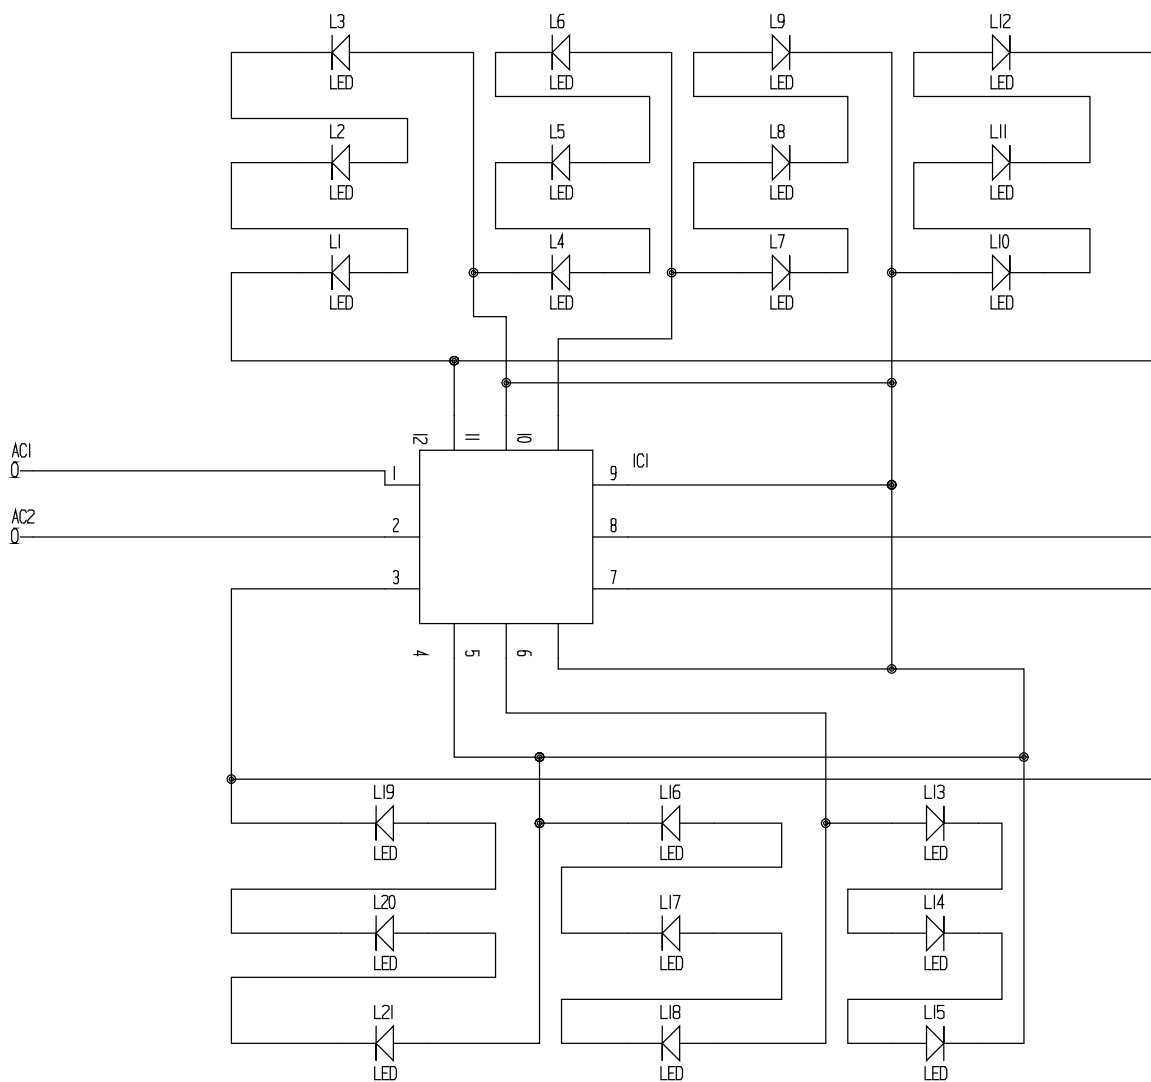 L3 L6 L9 L12
LED LED LED LED
L2 L5 L8 L11
LED LED LED LED
L1 L4 L7 L10
LED LED LED LED
12 11 10
AC1 1 9 IC1
AC2 2 8
3 7
4 5 6
L19 L16 L13
LED LED LED
L20 L17 L14
LED LED LED
L21 L18 L15
LED LED LED